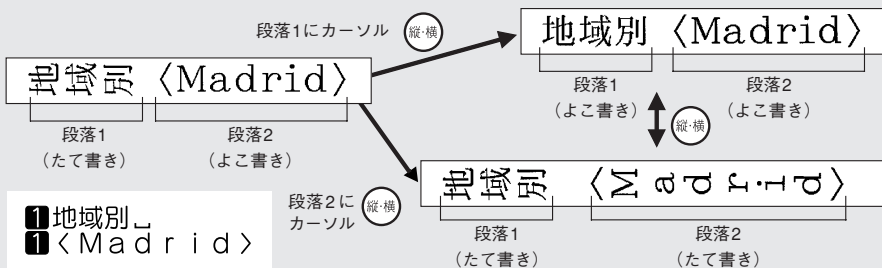 段落1にカーソル 縦・横
地域別〈Madrid〉
段落1
(よこ書き)
段落2
(よこ書き)
地域別〈Madrid〉
段落1
(たて書き)
段落2
(よこ書き)
縦・横
段落2に
カーソル
縦・横
地域別 〈Madrid〉
段落1
(たて書き)
段落2
(たて書き)
1地域別␣
1〈Madrid〉